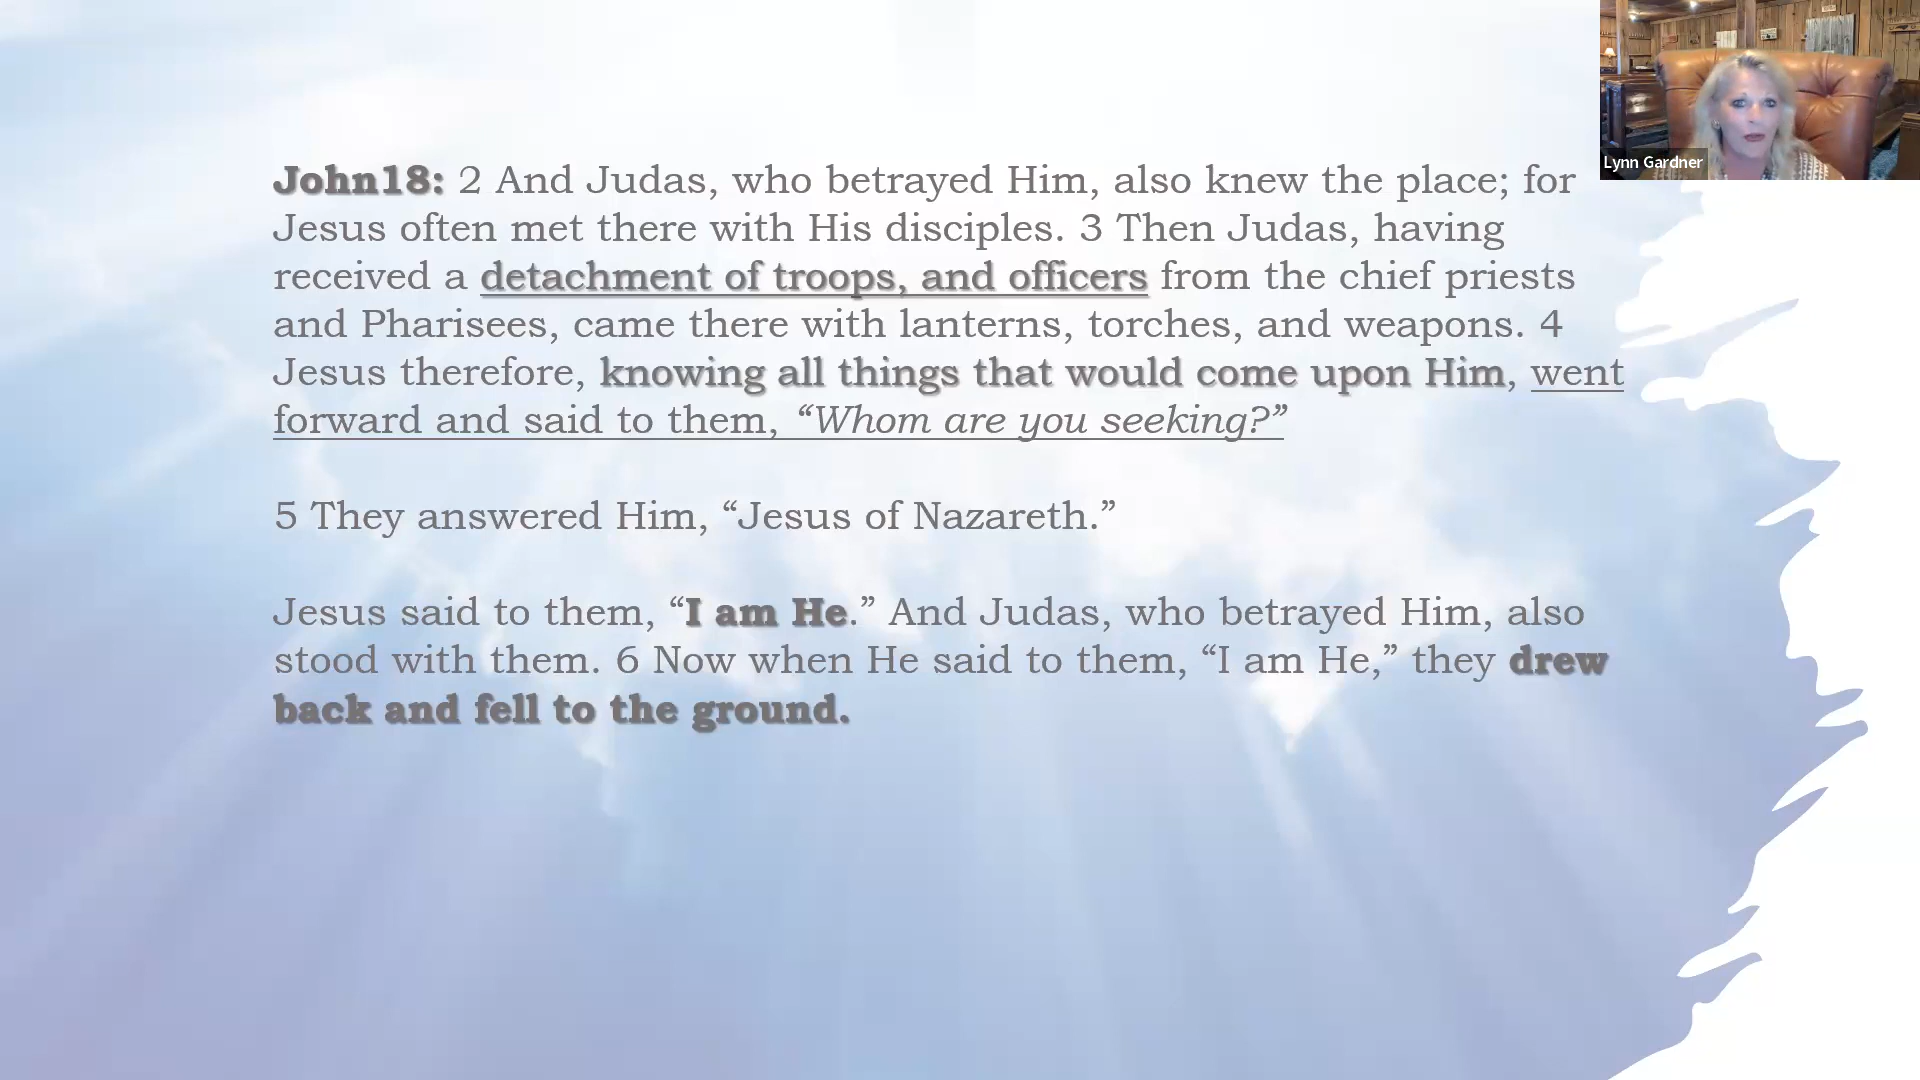 John18: 2 And Judas, who betrayed Him, also knew the place; for
Jesus often met there with His disciples. 3 Then Judas, having
received a detachment of troops, and officers from the chief priests
and Pharisees, came there with lanterns, torches, and weapons. 4
Jesus therefore, knowing all things that would come upon Him, went
forward and said to them, “Whom are you seeking?”
5 They answered Him, “Jesus of Nazareth.”
Jesus said to them, “I am He.” And Judas, who betrayed Him, also
stood with them. 6 Now when He said to them, “I am He,” they drew
back and fell to the ground.
Lynn Gardner